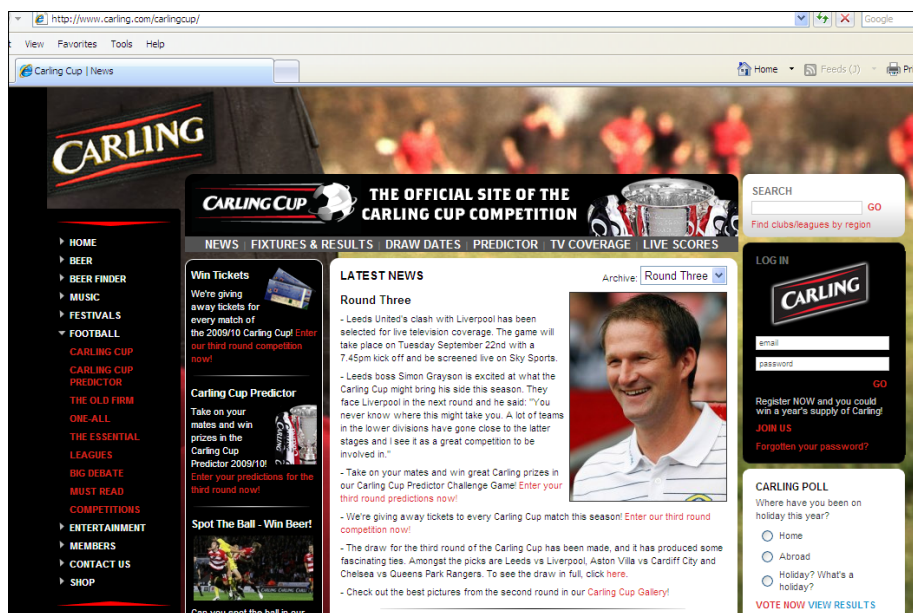 http://www.carling.com/carlingcup/
Google
View Favorites Tools Help
Carling Cup | News
Home
Feeds (J)
CARLING
CARLING CUP
THE OFFICIAL SITE OF THE
CARLING CUP COMPETITION
NEWS | FIXTURES & RESULTS | DRAW DATES | PREDICTOR | TV COVERAGE | LIVE SCORES
HOME
BEER
BEER FINDER
MUSIC
FESTIVALS
FOOTBALL
CARLING CUP
CARLING CUP
PREDICTOR
THE OLD FIRM
ONE-ALL
THE ESSENTIAL
LEAGUES
BIG DEBATE
MUST READ
COMPETITIONS
ENTERTAINMENT
MEMBERS
CONTACT US
SHOP
Win Tickets
We're giving
away tickets for
every match of
the 2009/10 Carling Cup! Enter
our third round competition
now!
Carling Cup Predictor
Take on your
mates and win
prizes in the
Carling Cup
Predictor 2009/10!
Enter your predictions for the
third round now!
Spot The Ball - Win Beer!
Can you spot the ball in our
LATEST NEWS
Archive: Round Three
Round Three
- Leeds United's clash with Liverpool has been
selected for live television coverage. The game will
take place on Tuesday September 22nd with a
7.45pm kick off and be screened live on Sky Sports.
- Leeds boss Simon Grayson is excited at what the
Carling Cup might bring his side this season. They
face Liverpool in the next round and he said: "You
never know where this might take you. A lot of teams
in the lower divisions have gone close to the latter
stages and I see it as a great competition to be
involved in."
- Take on your mates and win great Carling prizes in
our Carling Cup Predictor Challenge Game! Enter your
third round predictions now!
- We're giving away tickets to every Carling Cup match this season! Enter our third round
competition now!
- The draw for the third round of the Carling Cup has been made, and it has produced some
fascinating ties. Amongst the picks are Leeds vs Liverpool, Aston Villa vs Cardiff City and
Chelsea vs Queens Park Rangers. To see the draw in full, click here.
- Check out the best pictures from the second round in our Carling Cup Gallery!
SEARCH
GO
Find clubs/leagues by region
LOG IN
CARLING
email
password
GO
Register NOW and you could
win a year's supply of Carling!
JOIN US
Forgotten your password?
CARLING POLL
Where have you been on
holiday this year?
Home
Abroad
Holiday? What's a
holiday?
VOTE NOW VIEW RESULTS